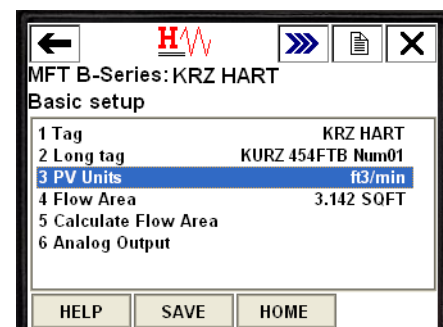 H
MFT B-Series: KRZ HART
Basic setup
1 Tag KRZ HART
2 Long tag KURZ 454FTB Num01
3 PV Units ft3/min
4 Flow Area 3.142 SQFT
5 Calculate Flow Area
6 Analog Output
HELP SAVE HOME